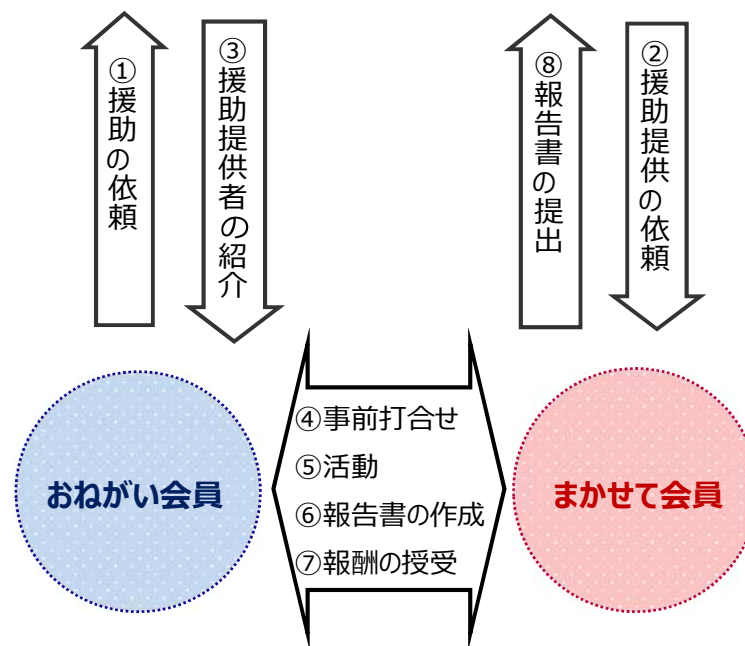 ①援助の依頼
③援助提供者の紹介
⑧報告書の提出
②援助提供の依頼
おねがい会員
④事前打合せ
⑤活動
⑥報告書の作成
⑦報酬の授受
まかせて会員